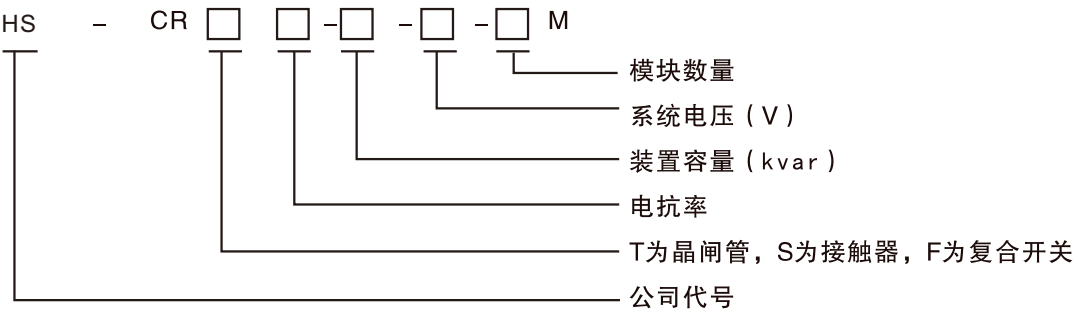 HS - CR□ □-□-□-□M
模块数量
系统电压（V）
装置容量（kvar）
电抗率
T为晶闸管，S为接触器，F为复合开关
公司代号